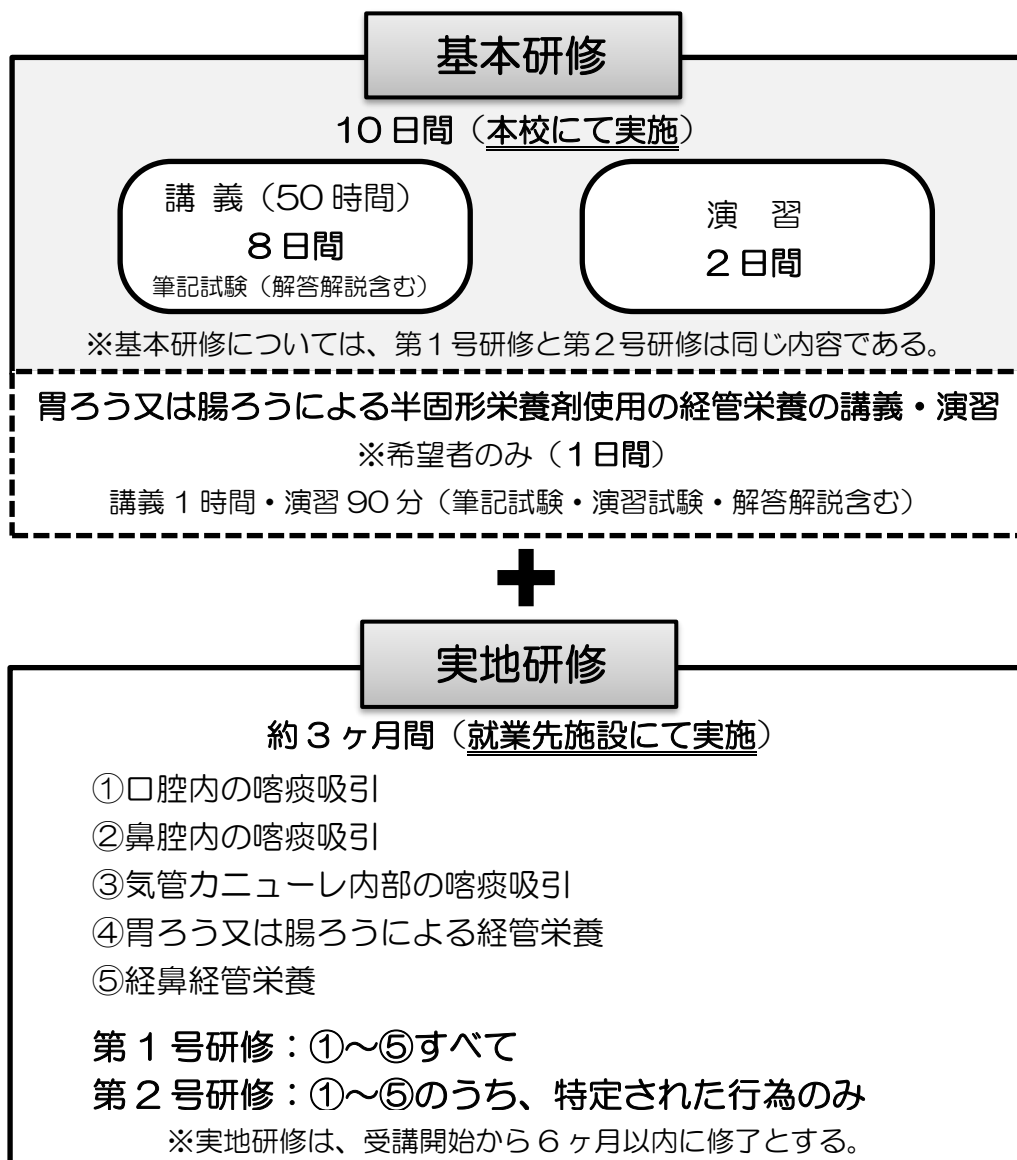 基本研修
10日間（本校にて実施）
講 義（50時間）
8日間
筆記試験（解答解説含む）
演　習
2日間
※基本研修については、第1号研修と第2号研修は同じ内容である。
胃ろう又は腸ろうによる半固形栄養剤使用の経管栄養の講義・演習
※希望者のみ（1日間）
講義1時間・演習90分（筆記試験・演習試験・解答解説含む）
+
実地研修
約3ヶ月間（就業先施設にて実施）
①口腔内の喀痰吸引
②鼻腔内の喀痰吸引
③気管カニューレ内部の喀痰吸引
④胃ろう又は腸ろうによる経管栄養
⑤経鼻経管栄養
第1号研修：①～⑤すべて
第2号研修：①～⑤のうち、特定された行為のみ
※実地研修は、受講開始から6ヶ月以内に修了とする。